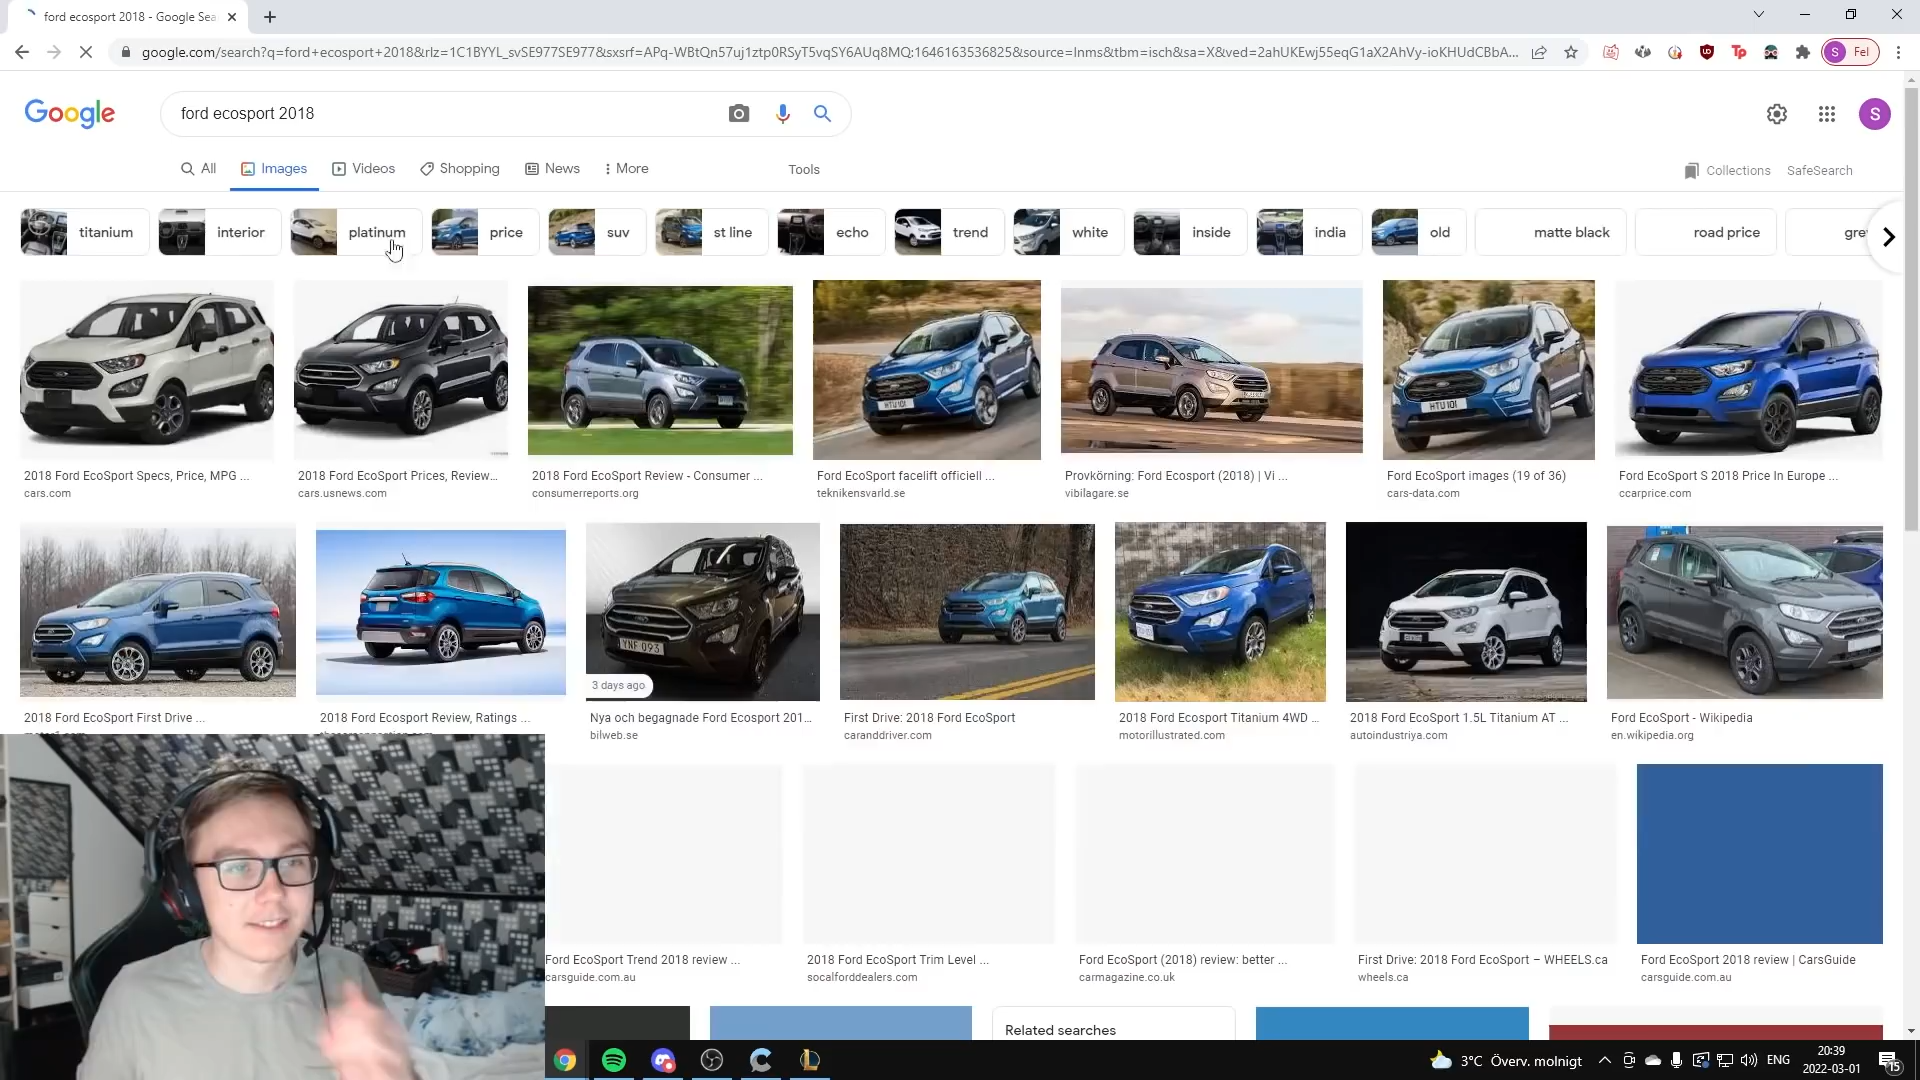 ford ecosport 2018 - Google Sea
google.com/search?q=ford+ecosport+2018&rlz=1C1BYYL_svSE977SE977&sxsrf=APq-WBtQn57uj1ztp0RSyT5vqSY6AUq8MQ:1646163536825&source=lnms&tbm=isch&sa=X&ved=2ahUKEwj55eqG1aX2AhVy-ioKHUdCBbA...
S Fel
Google
ford ecosport 2018
S
All Images Videos Shopping News More Tools
Collections SafeSearch
titanium interior platinum price suv st line echo trend white inside india old matte black road price gre
HTU 101
HTU 101
2018 Ford EcoSport Specs, Price, MPG ...
cars.com
2018 Ford EcoSport Prices, Review...
cars.usnews.com
2018 Ford EcoSport Review - Consumer ...
consumerreports.org
Ford EcoSport facelift officiell ...
teknikensvarld.se
Provkörning: Ford Ecosport (2018) | Vi ...
vibilagare.se
Ford EcoSport images (19 of 36)
cars-data.com
Ford EcoSport S 2018 Price In Europe ...
ccarprice.com
YNF 093
3 days ago
2018 Ford EcoSport First Drive ...
2018 Ford Ecosport Review, Ratings ...
Nya och begagnade Ford Ecosport 201...
bilweb.se
First Drive: 2018 Ford EcoSport
caranddriver.com
2018 Ford Ecosport Titanium 4WD ...
motorillustrated.com
2018 Ford EcoSport 1.5L Titanium AT ...
autoindustriya.com
Ford EcoSport - Wikipedia
en.wikipedia.org
Ford EcoSport Trend 2018 review ...
carsguide.com.au
2018 Ford EcoSport Trim Level ...
socalforddealers.com
Ford EcoSport (2018) review: better ...
carmagazine.co.uk
First Drive: 2018 Ford EcoSport – WHEELS.ca
wheels.ca
Ford EcoSport 2018 review | CarsGuide
carsguide.com.au
Related searches
3°C Överv. molnigt
ENG
20:39
2022-03-01
15